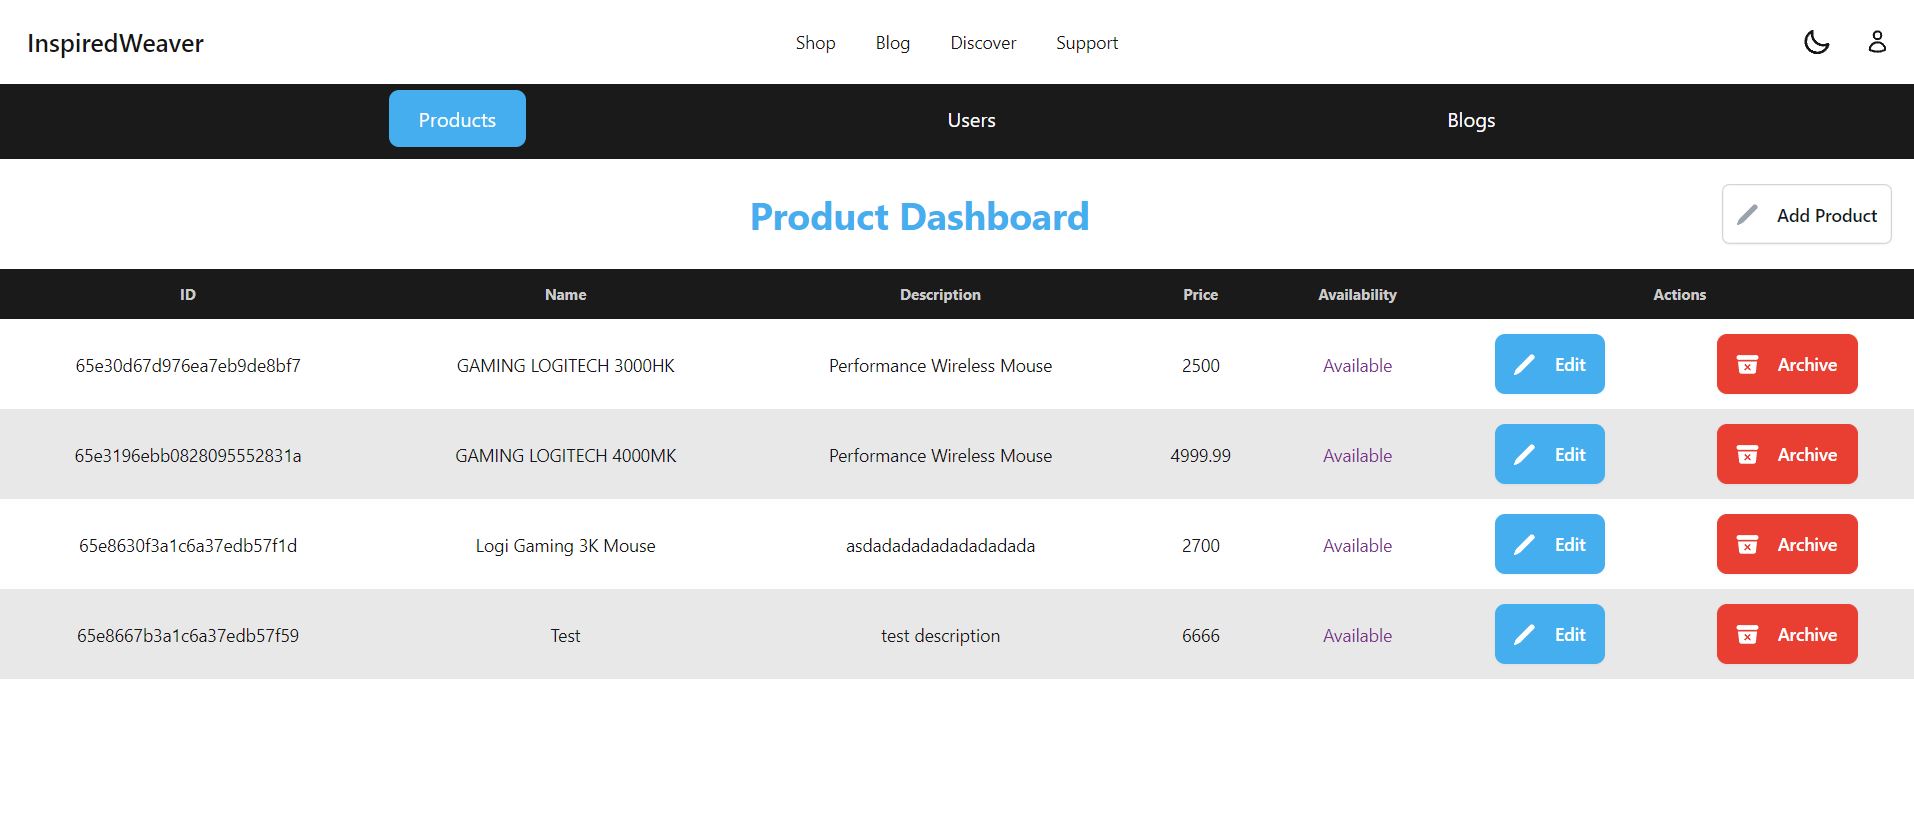 InspiredWeaver Shop Blog Discover Support
Products Users Blogs
Product Dashboard Add Product
ID Name Description Price Availability Actions
65e30d67d976ea7eb9de8bf7 GAMING LOGITECH 3000HK Performance Wireless Mouse 2500 Available Edit Archive
65e3196ebb0828095552831a GAMING LOGITECH 4000MK Performance Wireless Mouse 4999.99 Available Edit Archive
65e8630f3a1c6a37edb57f1d Logi Gaming 3K Mouse asdadadadadadadadada 2700 Available Edit Archive
65e8667b3a1c6a37edb57f59 Test test description 6666 Available Edit Archive